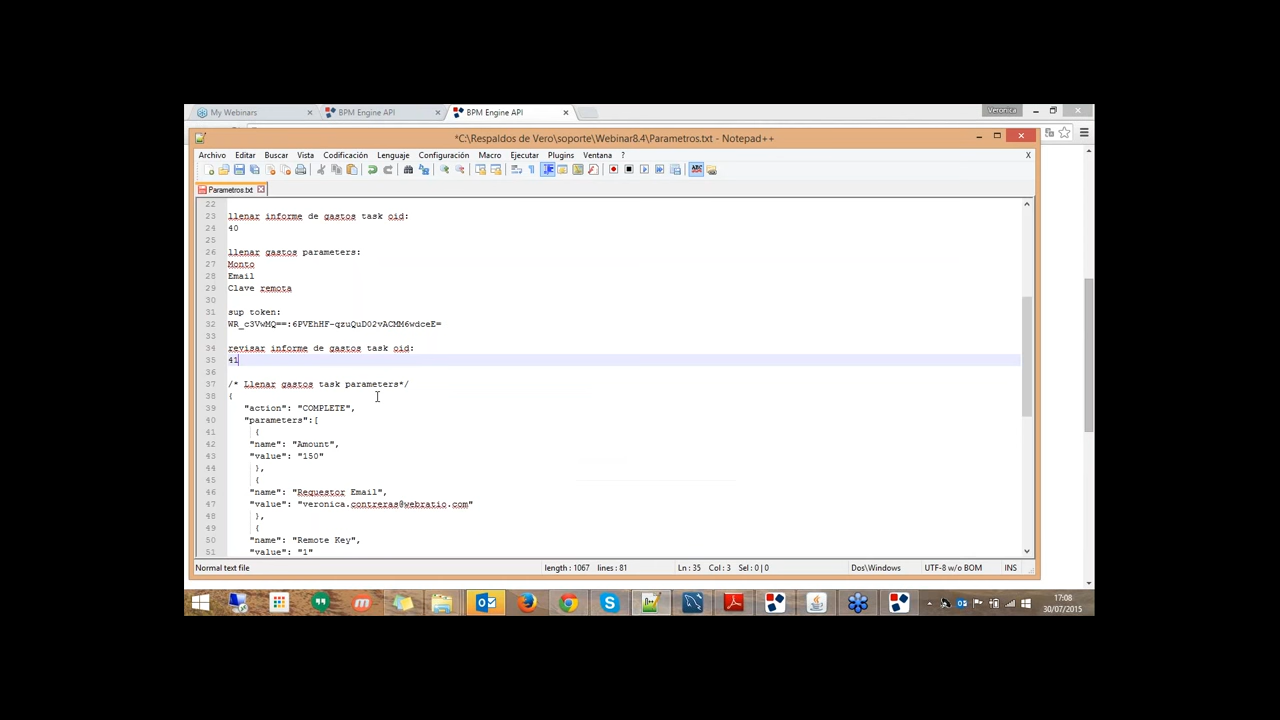 My Webinars
BPM Engine API
BPM Engine API
Veronica
*C:\Respaldos de Vero\soporte\Webinar8.4\Parametros.txt - Notepad++
Archivo Editar Buscar Vista Codificación Lenguaje Configuración Macro Ejecutar Plugins Ventana ? X
Parametros.txt
22
23 llenar informe de gastos task oid:
24 40
25
26 llenar gastos parameters:
27 Monto
28 Email
29 Clave remota
30
31 sup token:
32 WR_c3VwMQ==:6PVEhHF-qzuQuD02vACMM6wdceE=
33
34 revisar informe de gastos task oid:
35 41
36
37 /* Llenar gastos task parameters*/
38 {
39 "action": "COMPLETE",
40 "parameters":[
41 {
42 "name": "Amount",
43 "value": "150"
44 },
45 {
46 "name": "Requestor Email",
47 "value": "veronica.contreras@webratio.com"
48 },
49 {
50 "name": "Remote Key",
51 "value": "1"
Normal text file length : 1067 lines : 81 Ln : 35 Col : 3 Sel : 0 | 0 Dos\Windows UTF-8 w/o BOM INS
17:08
30/07/2015